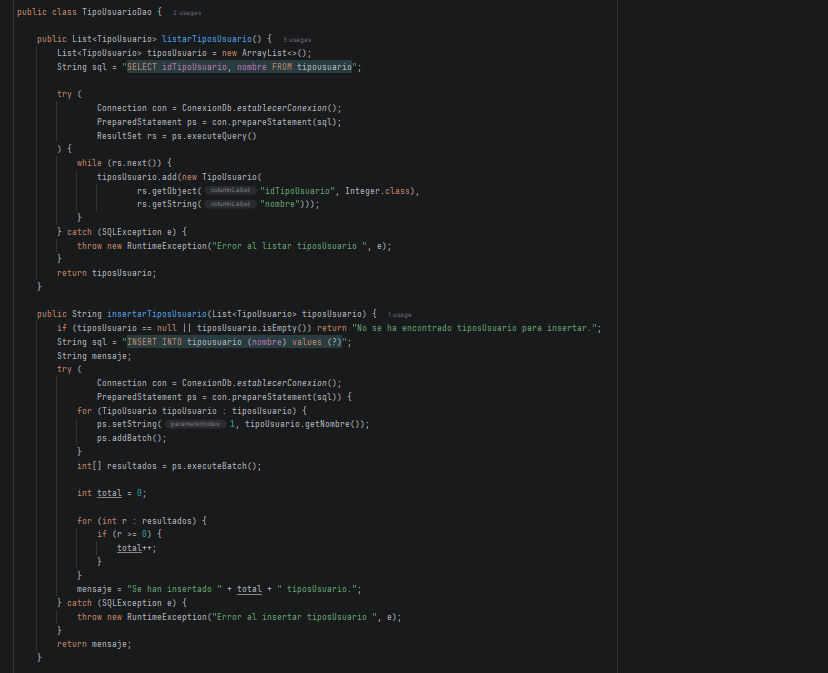 public class TipoUsuarioDao {  2 usages
public List<TipoUsuario> listarTiposUsuario() {  3 usages
List<TipoUsuario> tiposUsuario = new ArrayList<>();
String sql = "SELECT idTipoUsuario, nombre FROM tipousuario";
try (
Connection con = ConexionDb.establecerConexion();
PreparedStatement ps = con.prepareStatement(sql);
ResultSet rs = ps.executeQuery()
) {
while (rs.next()) {
tiposUsuario.add(new TipoUsuario(
rs.getObject( columnLabel: "idTipoUsuario", Integer.class),
rs.getString( columnLabel: "nombre")));
}
} catch (SQLException e) {
throw new RuntimeException("Error al listar tiposUsuario ", e);
}
return tiposUsuario;
}
public String insertarTiposUsuario(List<TipoUsuario> tiposUsuario) {  1 usage
if (tiposUsuario == null || tiposUsuario.isEmpty()) return "No se ha encontrado tiposUsuario para insertar.";
String sql = "INSERT INTO tipousuario (nombre) values (?)";
String mensaje;
try (
Connection con = ConexionDb.establecerConexion();
PreparedStatement ps = con.prepareStatement(sql)) {
for (TipoUsuario tipoUsuario : tiposUsuario) {
ps.setString( parameterIndex: 1, tipoUsuario.getNombre());
ps.addBatch();
}
int[] resultados = ps.executeBatch();
int total = 0;
for (int r : resultados) {
if (r >= 0) {
total++;
}
}
mensaje = "Se han insertado " + total + " tiposUsuario.";
} catch (SQLException e) {
throw new RuntimeException("Error al insertar tiposUsuario ", e);
}
return mensaje;
}